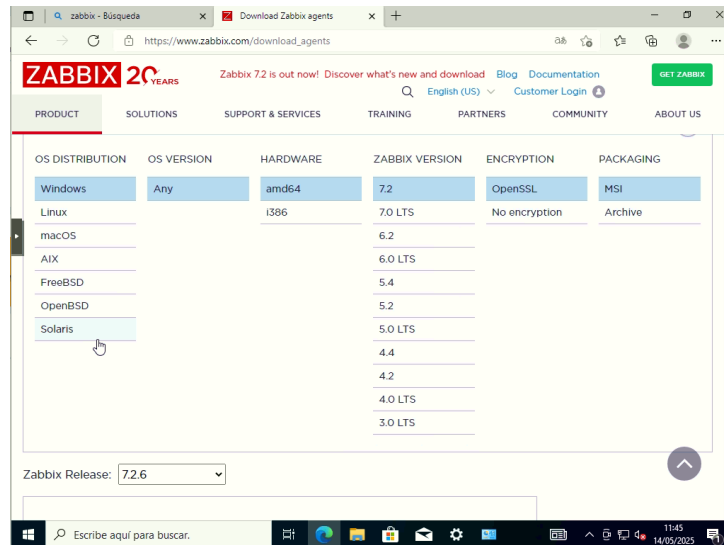 zabbix - Búsqueda
Download Zabbix agents
https://www.zabbix.com/download_agents
ZABBIX 20 YEARS
Zabbix 7.2 is out now! Discover what's new and download Blog Documentation
English (US) Customer Login
GET ZABBIX
PRODUCT SOLUTIONS SUPPORT & SERVICES TRAINING PARTNERS COMMUNITY ABOUT US
OS DISTRIBUTION OS VERSION HARDWARE ZABBIX VERSION ENCRYPTION PACKAGING
Windows Any amd64 7.2 OpenSSL MSI
Linux i386 7.0 LTS No encryption Archive
macOS 6.2
AIX 6.0 LTS
FreeBSD 5.4
OpenBSD 5.2
Solaris 5.0 LTS
4.4
4.2
4.0 LTS
3.0 LTS
Zabbix Release: 7.2.6
Escribe aquí para buscar.
11:45
14/05/2025